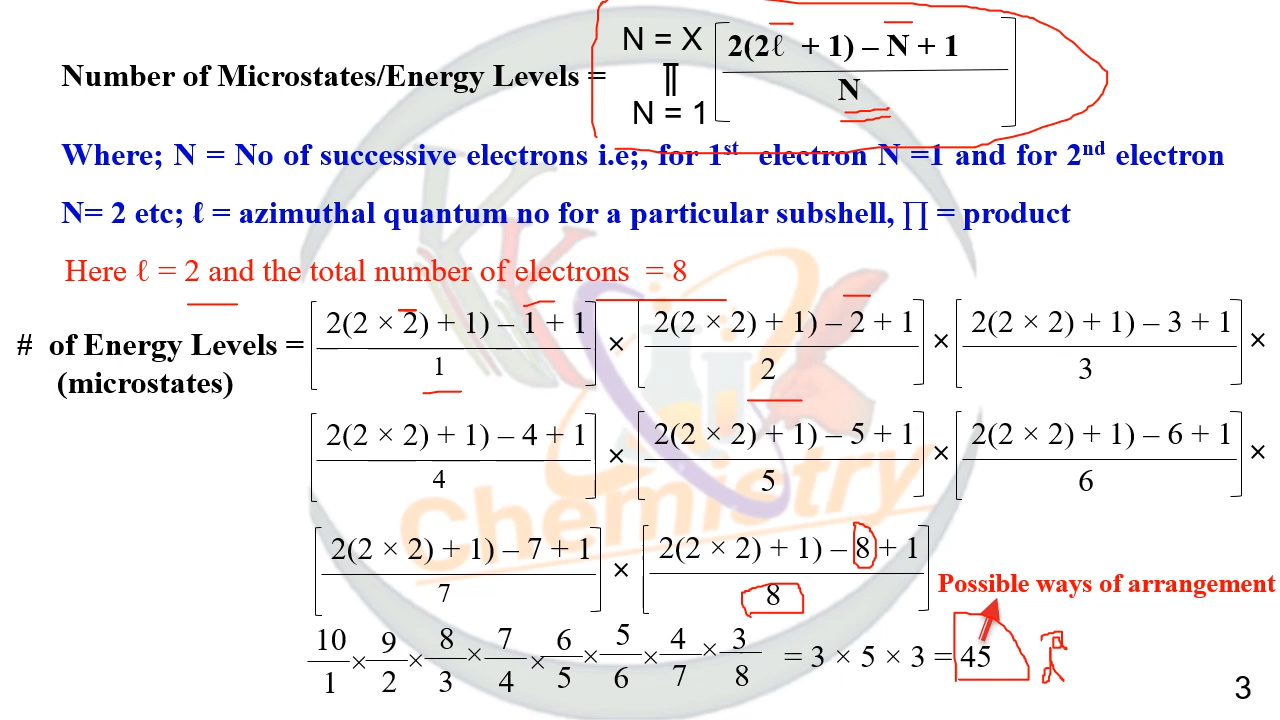 N = X
Number of Microstates/Energy Levels = ∏ [ 2(2ℓ + 1) – N + 1 / N ]
N = 1
Where; N = No of successive electrons i.e;, for 1st electron N =1 and for 2nd electron
N= 2 etc; ℓ = azimuthal quantum no for a particular subshell, ∏ = product
Here ℓ = 2 and the total number of electrons = 8
# of Energy Levels = [ 2(2 × 2) + 1) – 1 + 1 / 1 ] × [ 2(2 × 2) + 1) – 2 + 1 / 2 ] × [ 2(2 × 2) + 1) – 3 + 1 / 3 ] ×
(microstates)
[ 2(2 × 2) + 1) – 4 + 1 / 4 ] × [ 2(2 × 2) + 1) – 5 + 1 / 5 ] × [ 2(2 × 2) + 1) – 6 + 1 / 6 ] ×
Chemistry
[ 2(2 × 2) + 1) – 7 + 1 / 7 ] × [ 2(2 × 2) + 1) – 8 + 1 / 8 ]
Possible ways of arrangement
10/1 × 9/2 × 8/3 × 7/4 × 6/5 × 5/6 × 4/7 × 3/8 = 3 × 5 × 3 = 45
3